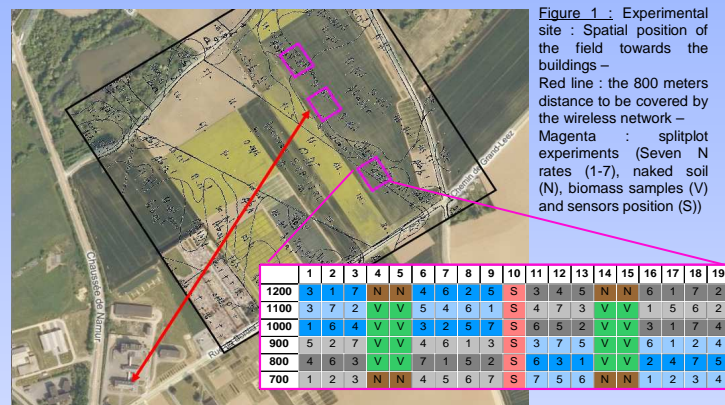 Figure 1 : Experimental
site : Spatial position of
the field towards the
buildings –
Red line : the 800 meters
distance to be covered by
the wireless network –
Magenta : splitplot
experiments (Seven N
rates (1-7), naked soil
(N), biomass samples (V)
and sensors position (S))
Chemin de Grand-Leez
Chaussée de Namur
1 2 3 4 5 6 7 8 9 10 11 12 13 14 15 16 17 18 19
1200 3 1 7 N N 4 6 2 5 S 3 4 5 N N 6 1 7 2
1100 3 7 2 V V 5 4 6 1 S 4 7 3 V V 1 5 6 2
1000 1 6 4 V V 3 2 5 7 S 6 5 2 V V 3 1 7 4
900 5 2 7 V V 4 6 1 3 S 3 7 5 V V 6 1 2 4
800 4 6 3 V V 7 1 5 2 S 6 3 1 V V 2 4 7 5
700 1 2 3 N N 4 5 6 7 S 7 5 6 N N 1 2 3 4